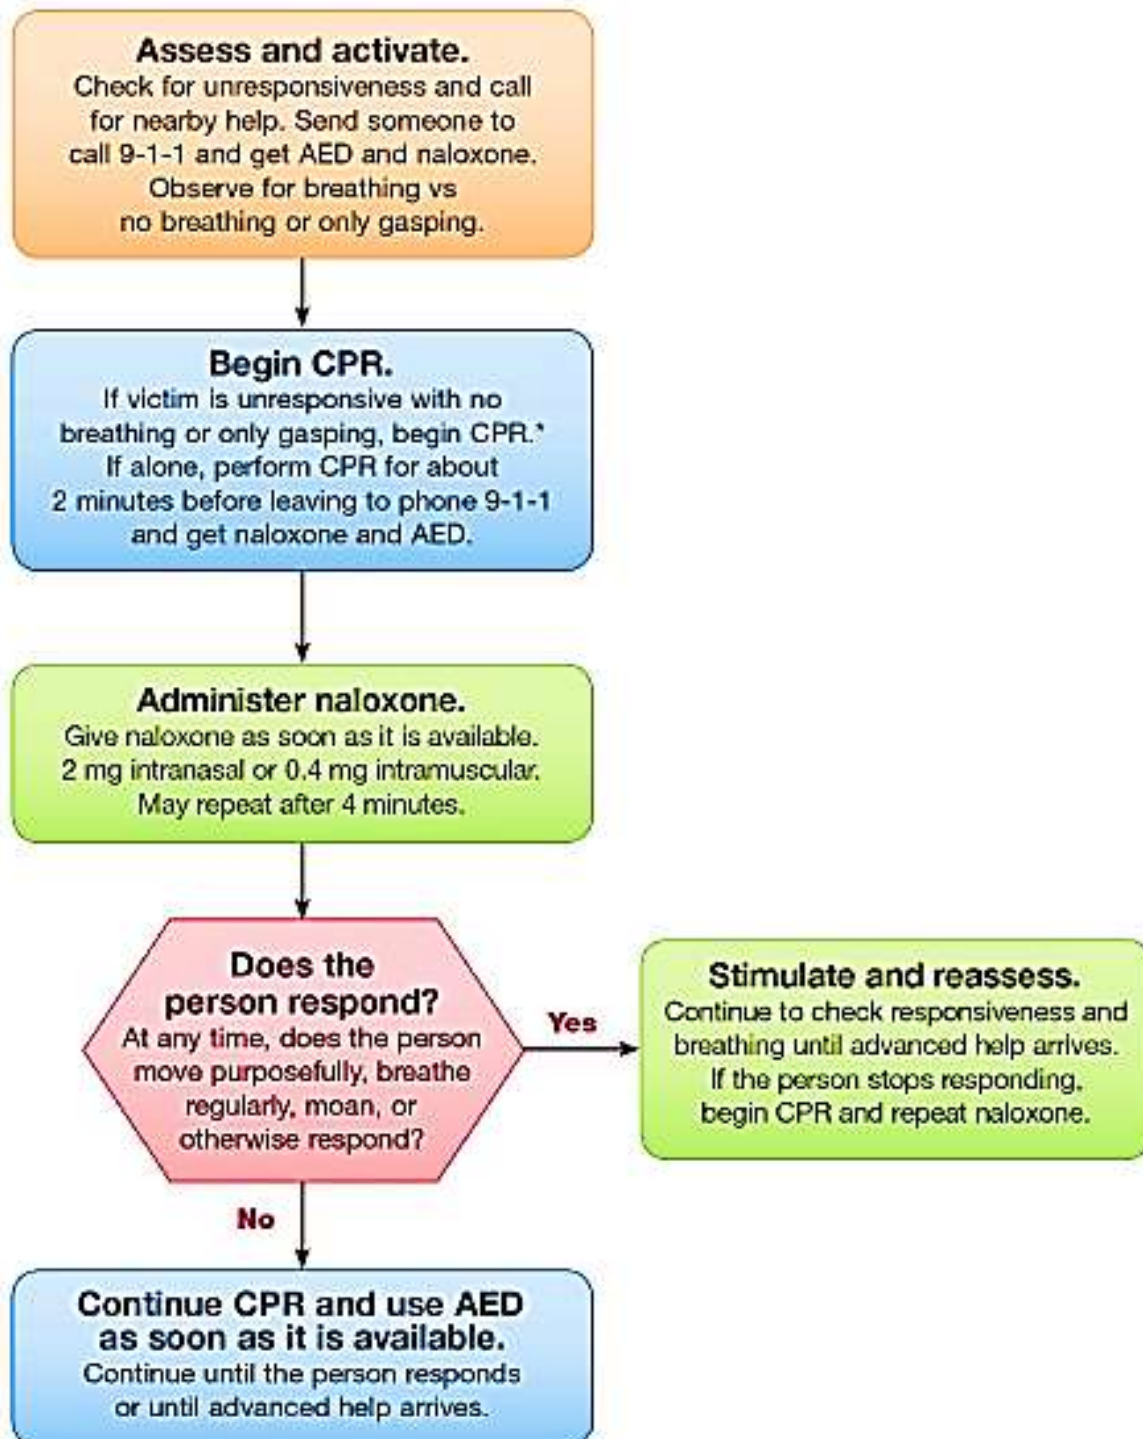 Assess and activate.
Check for unresponsiveness and call
for nearby help. Send someone to
call 9-1-1 and get AED and naloxone.
Observe for breathing vs
no breathing or only gasping.
Begin CPR.
If victim is unresponsive with no
breathing or only gasping, begin CPR.*
If alone, perform CPR for about
2 minutes before leaving to phone 9-1-1
and get naloxone and AED.
Administer naloxone.
Give naloxone as soon as it is available.
2 mg intranasal or 0.4 mg intramuscular.
May repeat after 4 minutes.
Does the
person respond?
At any time, does the person
move purposefully, breathe
regularly, moan, or
otherwise respond?
Yes
Stimulate and reassess.
Continue to check responsiveness and
breathing until advanced help arrives.
If the person stops responding,
begin CPR and repeat naloxone.
No
Continue CPR and use AED
as soon as it is available.
Continue until the person responds
or until advanced help arrives.